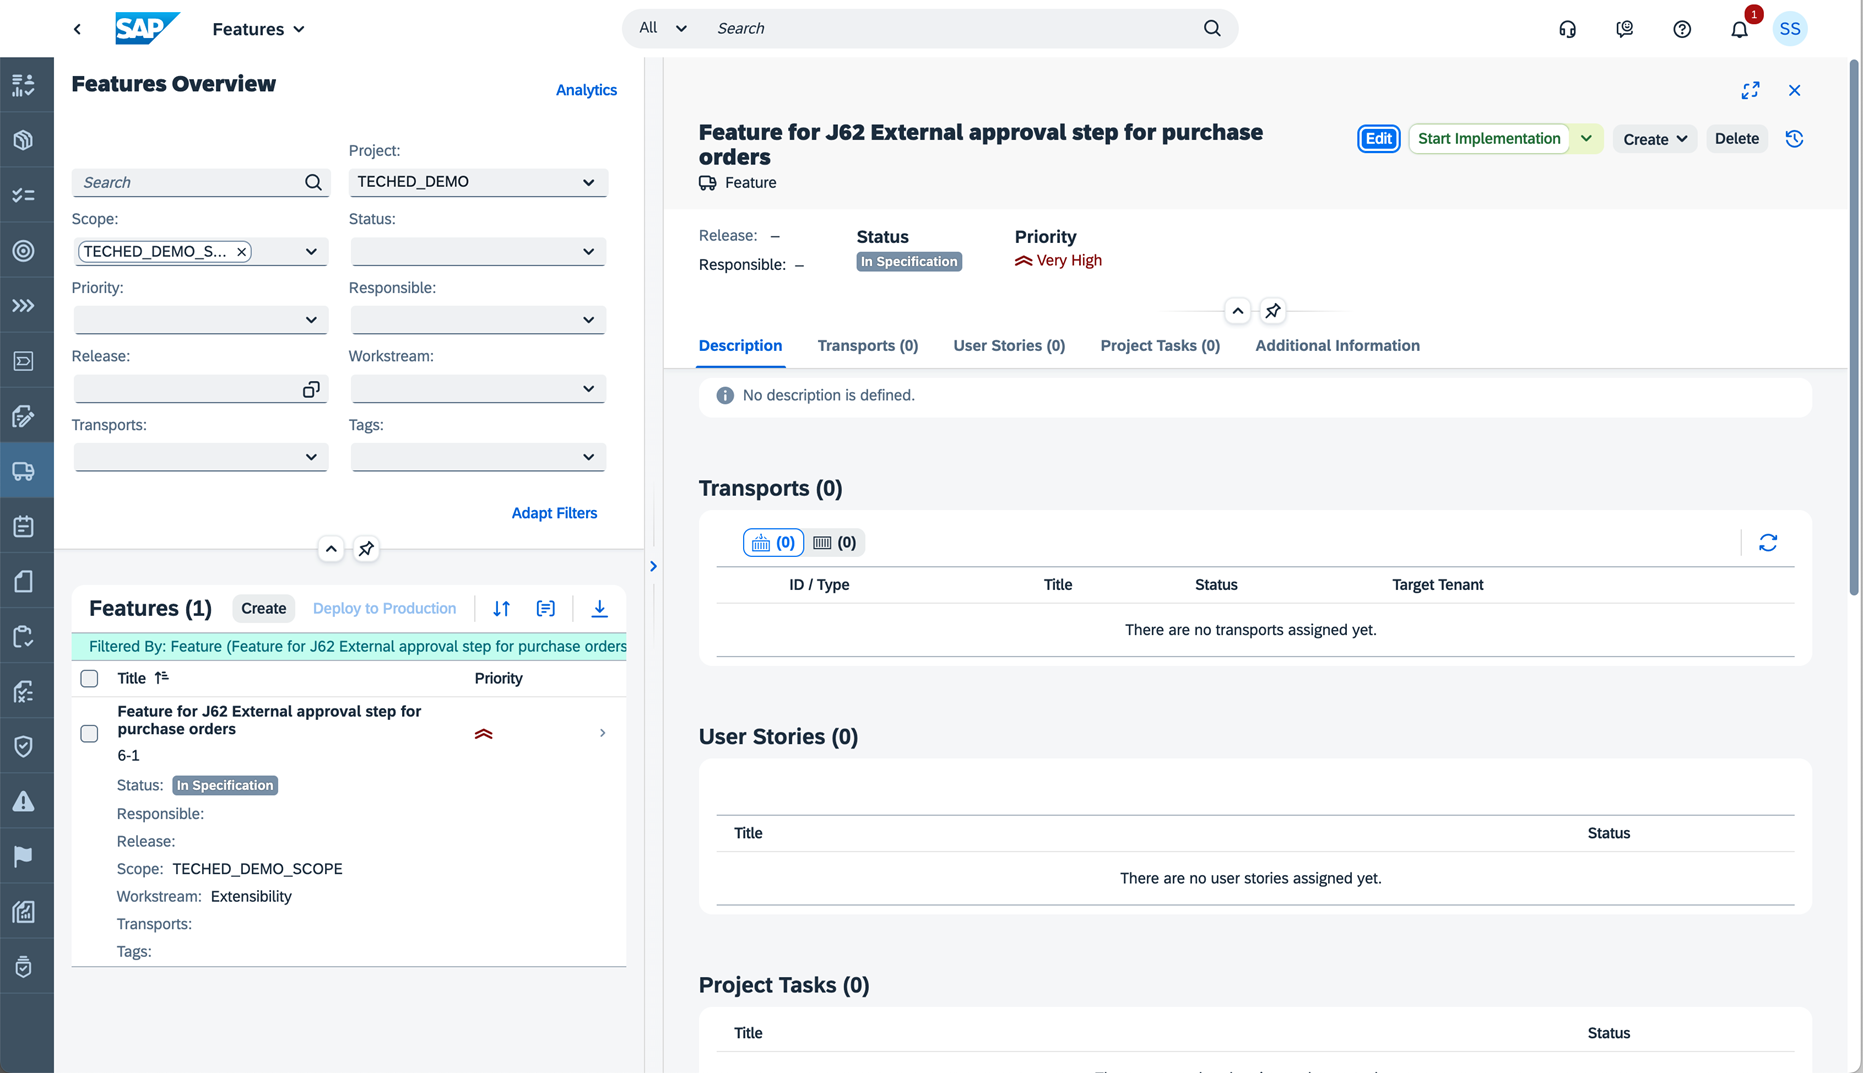 SAP
Features
All
Search
1
SS
Features Overview
Analytics
Project:
Search
TECHED_DEMO
Scope:
Status:
TECHED_DEMO_S...
Priority:
Responsible:
Release:
Workstream:
Transports:
Tags:
Adapt Filters
Features (1)
Create
Deploy to Production
Filtered By: Feature (Feature for J62 External approval step for purchase orders
Title
Priority
Feature for J62 External approval step for
purchase orders
6-1
Status: In Specification
Responsible:
Release:
Scope: TECHED_DEMO_SCOPE
Workstream: Extensibility
Transports:
Tags:
Feature for J62 External approval step for purchase
orders
Feature
Edit
Start Implementation
Create
Delete
Release: –
Responsible: –
Status
In Specification
Priority
Very High
Description
Transports (0)
User Stories (0)
Project Tasks (0)
Additional Information
No description is defined.
Transports (0)
(0)
(0)
ID / Type
Title
Status
Target Tenant
There are no transports assigned yet.
User Stories (0)
Title
Status
There are no user stories assigned yet.
Project Tasks (0)
Title
Status